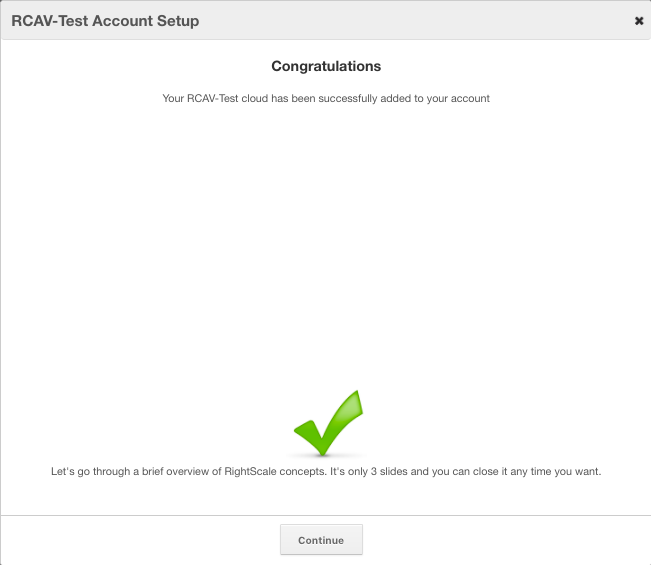 RCAV-Test Account Setup
Congratulations
Your RCAV-Test cloud has been successfully added to your account
Let's go through a brief overview of RightScale concepts. It's only 3 slides and you can close it any time you want.
Continue